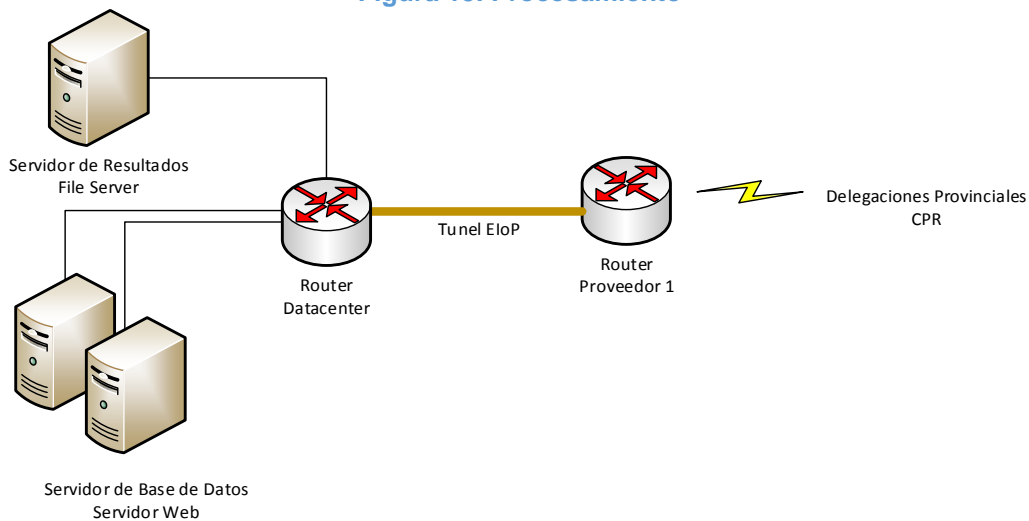 Servidor de Resultados
File Server
Tunel EIoP
Delegaciones Provinciales
CPR
Router
Datacenter
Router
Proveedor 1
Servidor de Base de Datos
Servidor Web